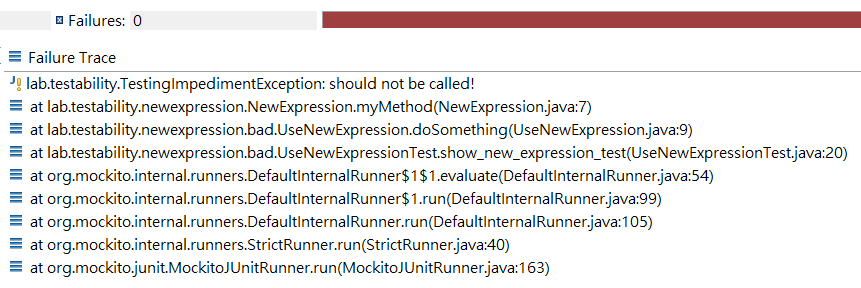 Failures: 0
Failure Trace
lab.testability.TestingImpedimentException: should not be called!
at lab.testability.newexpression.NewExpression.myMethod(NewExpression.java:7)
at lab.testability.newexpression.bad.UseNewExpression.doSomething(UseNewExpression.java:9)
at lab.testability.newexpression.bad.UseNewExpressionTest.show_new_expression_test(UseNewExpressionTest.java:20)
at org.mockito.internal.runners.DefaultInternalRunner$1$1.evaluate(DefaultInternalRunner.java:54)
at org.mockito.internal.runners.DefaultInternalRunner$1.run(DefaultInternalRunner.java:99)
at org.mockito.internal.runners.DefaultInternalRunner.run(DefaultInternalRunner.java:105)
at org.mockito.internal.runners.StrictRunner.run(StrictRunner.java:40)
at org.mockito.junit.MockitoJUnitRunner.run(MockitoJUnitRunner.java:163)